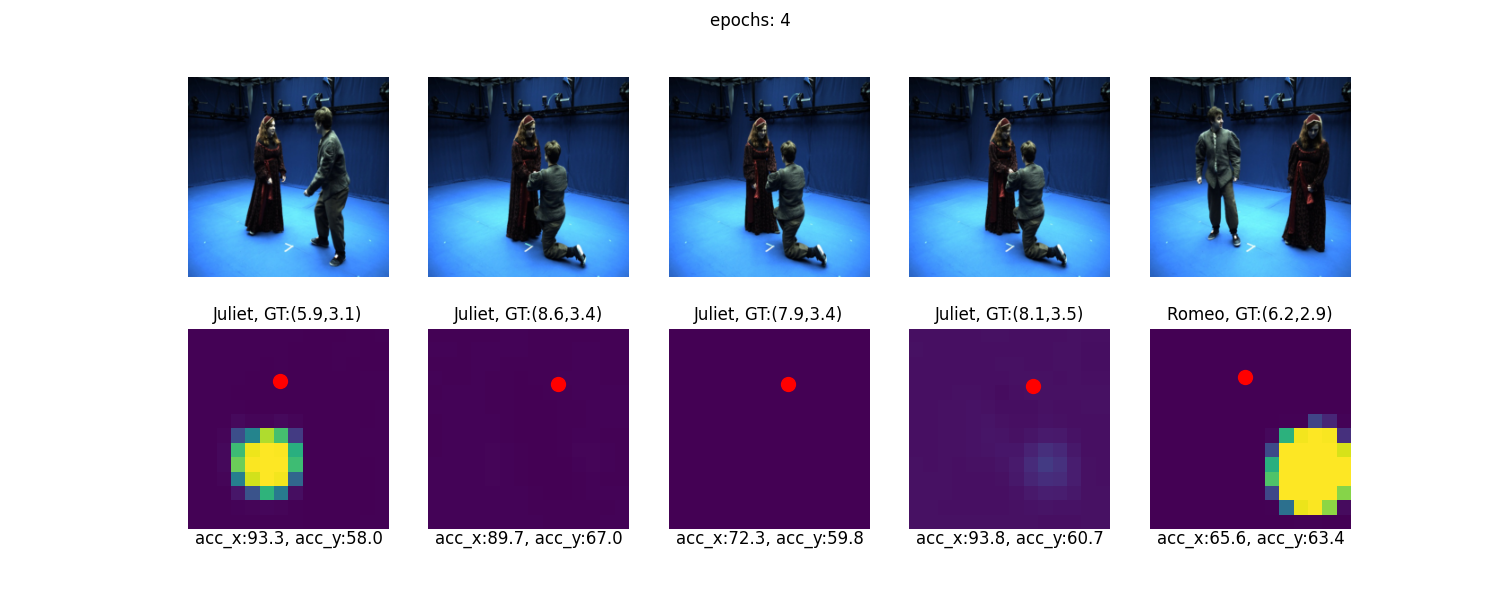 epochs: 4
Juliet, GT:(5.9,3.1)
Juliet, GT:(8.6,3.4)
Juliet, GT:(7.9,3.4)
Juliet, GT:(8.1,3.5)
Romeo, GT:(6.2,2.9)
acc_x:93.3, acc_y:58.0
acc_x:89.7, acc_y:67.0
acc_x:72.3, acc_y:59.8
acc_x:93.8, acc_y:60.7
acc_x:65.6, acc_y:63.4